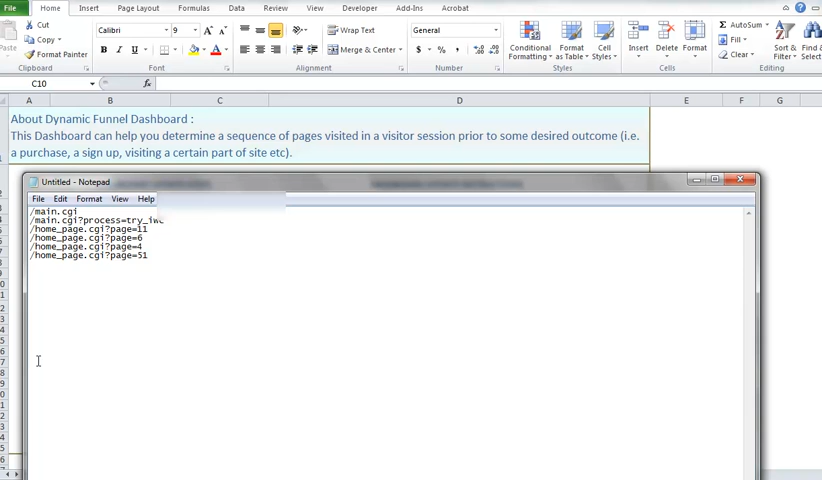 File Home Insert Page Layout Formulas Data Review View Developer Add-Ins Acrobat
Cut Calibri 9 Wrap Text General AutoSum
Copy Merge & Center Conditional Format Cell Insert Delete Format Fill Sort & Find
Paste Format Painter Formatting as Table Styles Clear Filter
Clipboard Font Alignment Number Styles Cells Editing
C10 fx
A B C D E F G
About Dynamic Funnel Dashboard :
This Dashboard can help you determine a sequence of pages visited in a visitor session prior to some desired outcome (i.e.
a purchase, a sign up, visiting a certain part of site etc).
Untitled - Notepad
File Edit Format View Help
/main.cgi
/main.cgi?process=try_iwc
/home_page.cgi?page=11
/home_page.cgi?page=6
/home_page.cgi?page=4
/home_page.cgi?page=51